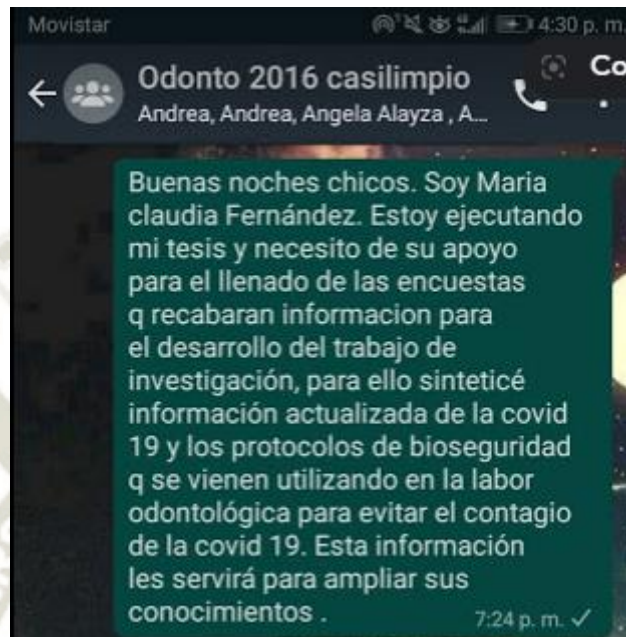 Movistar 4:30 p. m.
Co
Odonto 2016 casilimpio
Andrea, Andrea, Angela Alayza , A...
Buenas noches chicos. Soy Maria
claudia Fernández. Estoy ejecutando
mi tesis y necesito de su apoyo
para el llenado de las encuestas
q recabaran informacion para
el desarrollo del trabajo de
investigación, para ello sinteticé
información actualizada de la covid
19 y los protocolos de bioseguridad
q se vienen utilizando en la labor
odontológica para evitar el contagio
de la covid 19. Esta información
les servirá para ampliar sus
conocimientos .
7:24 p. m.